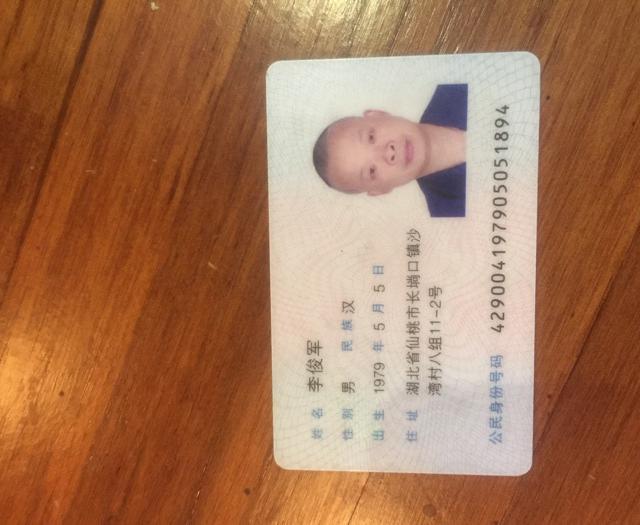 姓名 李俊军
性别 男 民族 汉
出生 1979 年 5 月 5 日
住址 湖北省仙桃市长埫口镇沙
湾村八组11-2号
公民身份号码 429004197905051894